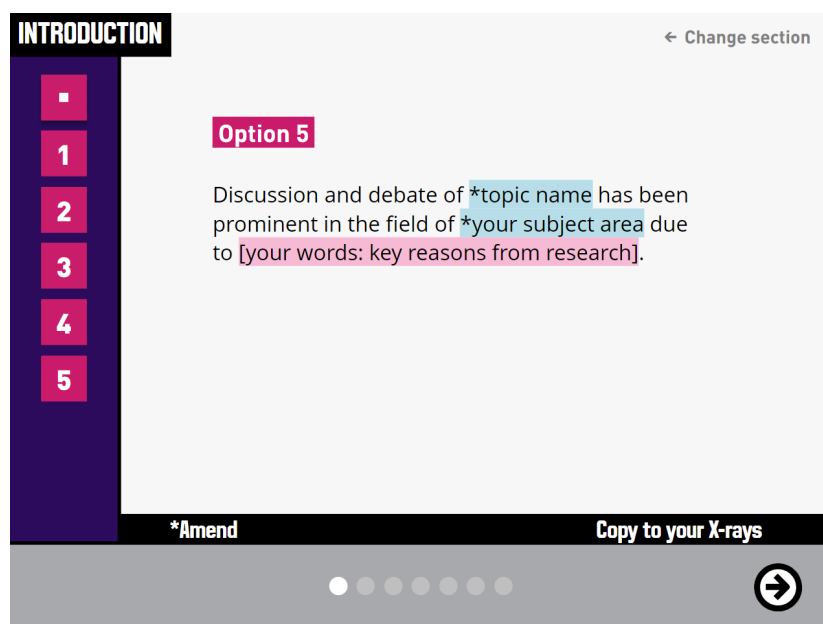 INTRODUCTION
← Change section
1
2
3
4
5
Option 5
Discussion and debate of *topic name has been
prominent in the field of *your subject area due
to [your words: key reasons from research].
*Amend
Copy to your X-rays